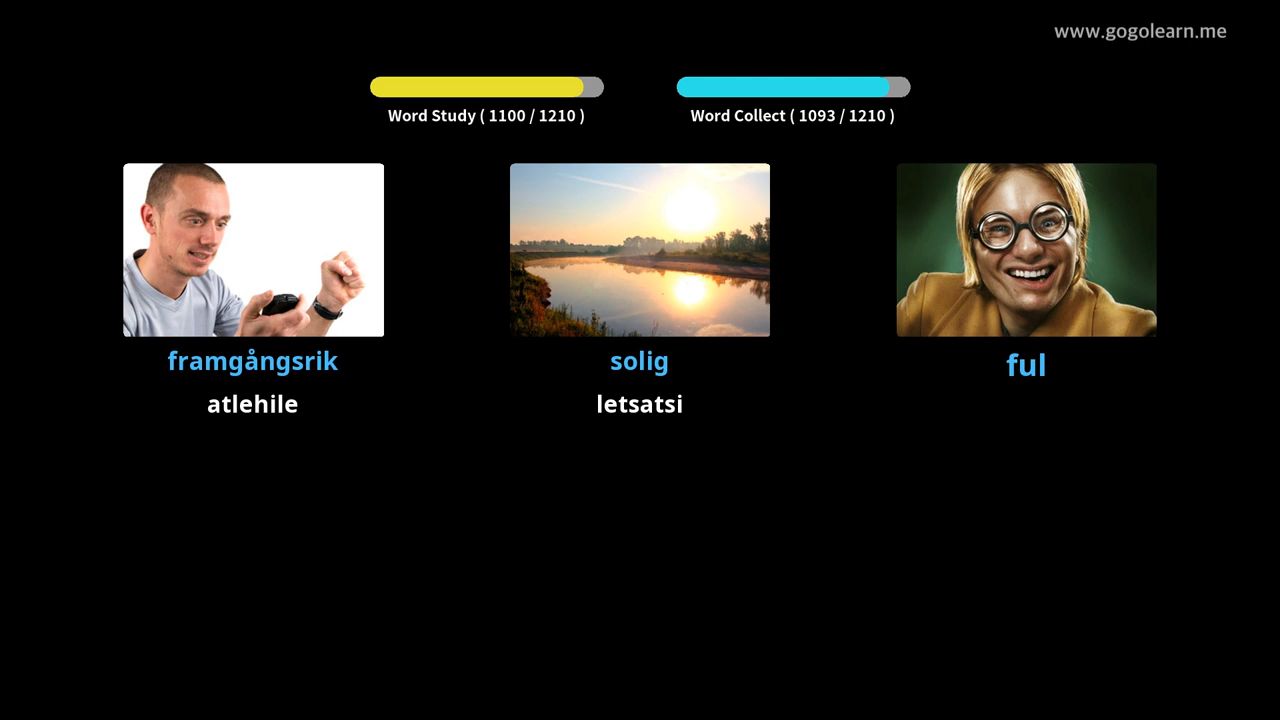 www.gogolearn.me
Word Study ( 1100 / 1210 )
Word Collect ( 1093 / 1210 )
framgångsrik
solig
ful
atlehile
letsatsi